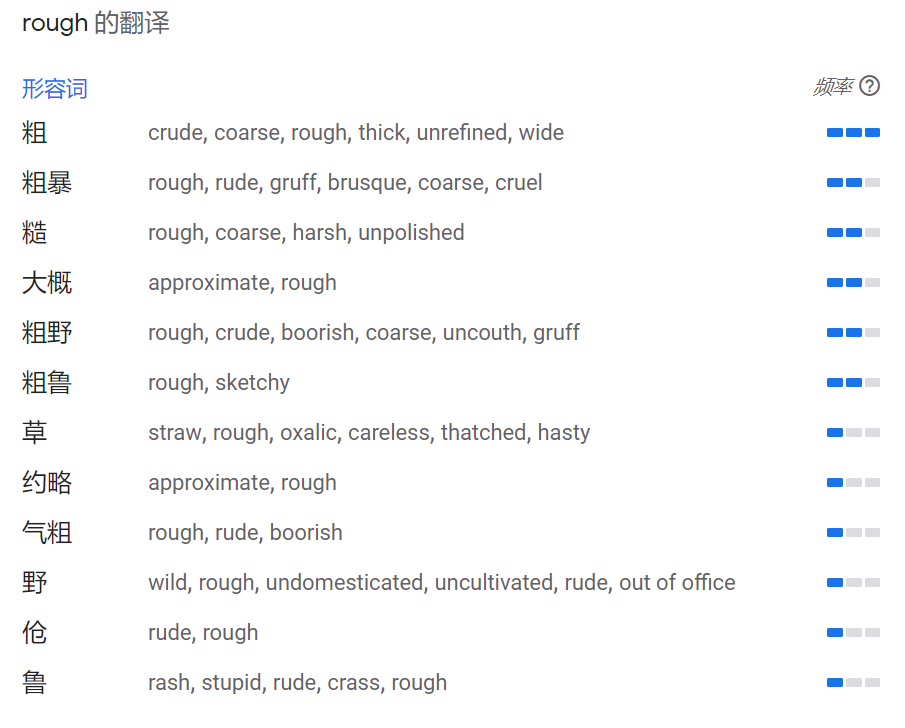 rough 的翻译
形容词 频率
粗 crude, coarse, rough, thick, unrefined, wide
粗暴 rough, rude, gruff, brusque, coarse, cruel
糙 rough, coarse, harsh, unpolished
大概 approximate, rough
粗野 rough, crude, boorish, coarse, uncouth, gruff
粗鲁 rough, sketchy
草 straw, rough, oxalic, careless, thatched, hasty
约略 approximate, rough
气粗 rough, rude, boorish
野 wild, rough, undomesticated, uncultivated, rude, out of office
伧 rude, rough
鲁 rash, stupid, rude, crass, rough